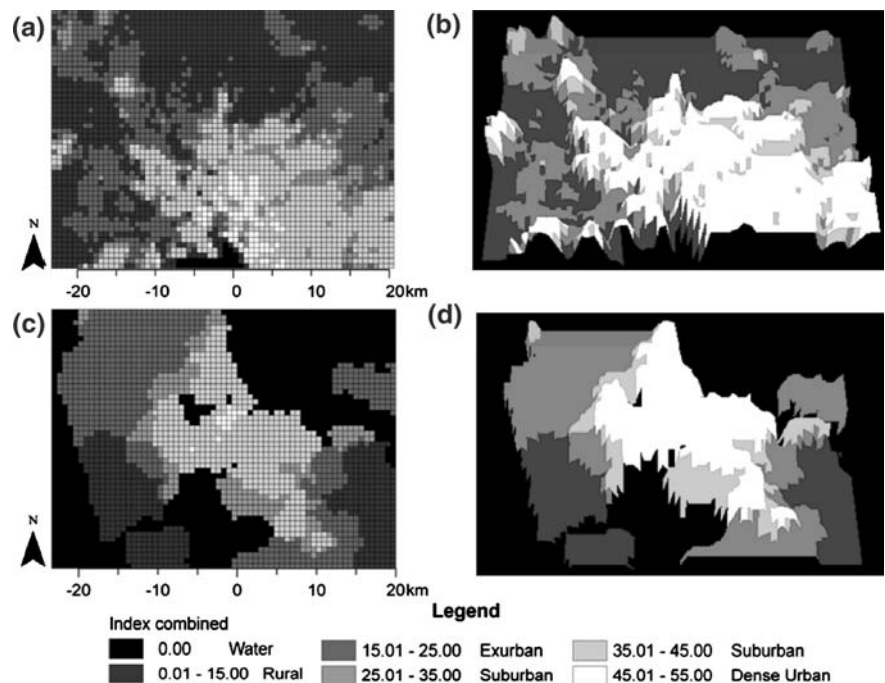 (a)
(b)
N
-20 -10 0 10 20km
(c)
(d)
N
-20 -10 0 10 20km
Legend
Index combined
0.00 Water
0.01 - 15.00 Rural
15.01 - 25.00 Exurban
25.01 - 35.00 Suburban
35.01 - 45.00 Suburban
45.01 - 55.00 Dense Urban